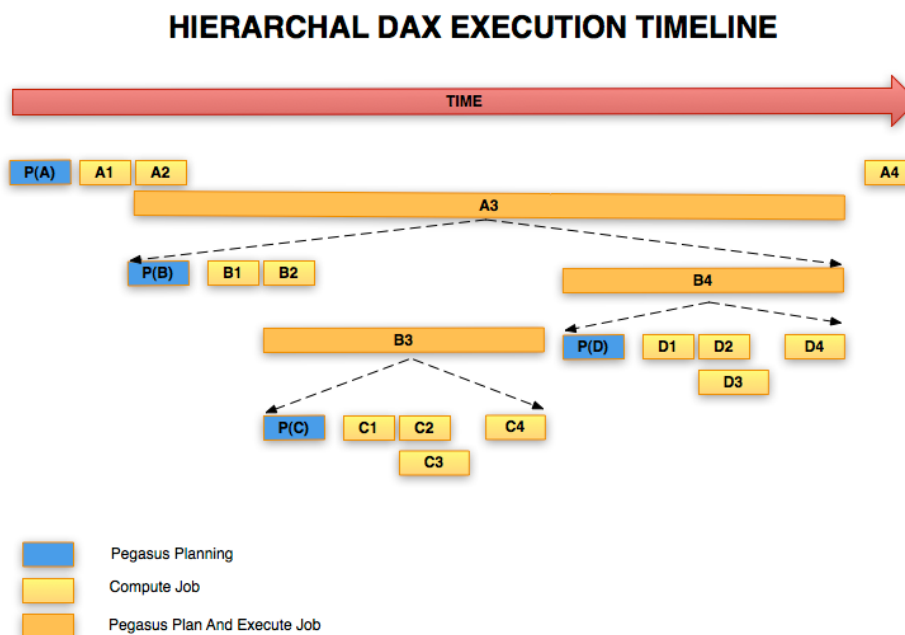 HIERARCHAL DAX EXECUTION TIMELINE
TIME
P(A) A1 A2 A4
A3
P(B) B1 B2
B4
B3
P(D) D1 D2 D4
D3
P(C) C1 C2 C4
C3
Pegasus Planning
Compute Job
Pegasus Plan And Execute Job